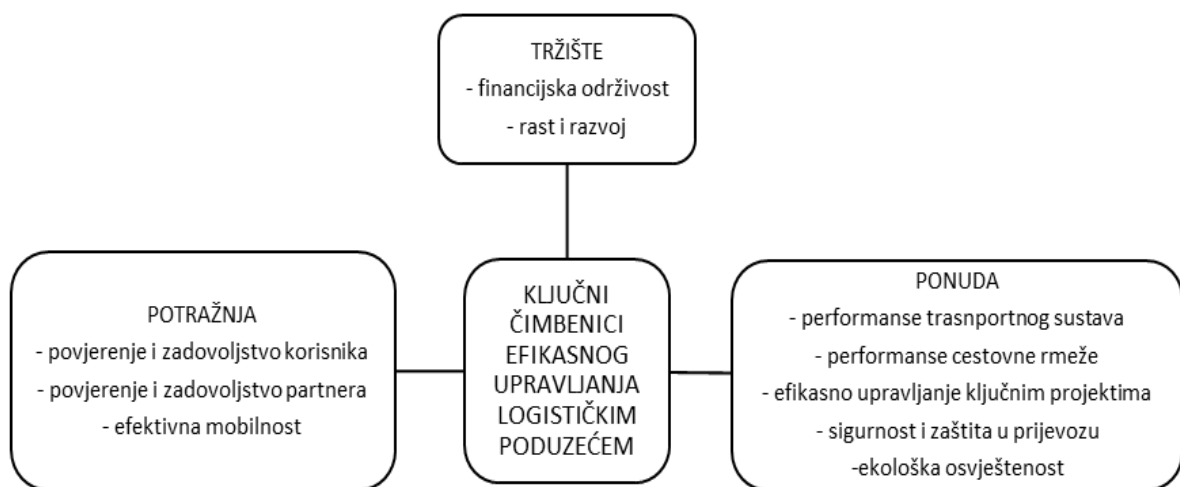 TRŽIŠTE
- financijska održivost
- rast i razvoj
POTRAŽNJA
- povjerenje i zadovoljstvo korisnika
- povjerenje i zadovoljstvo partnera
- efektivna mobilnost
KLJUČNI
ČIMBENICI
EFIKASNOG
UPRAVLJANJA
LOGISTIČKIM
PODUZEĆEM
PONUDA
- performanse trasnportnog sustava
- performanse cestovne rmeže
- efikasno upravljanje ključnim projektima
- sigurnost i zaštita u prijevozu
-ekološka osvještenost